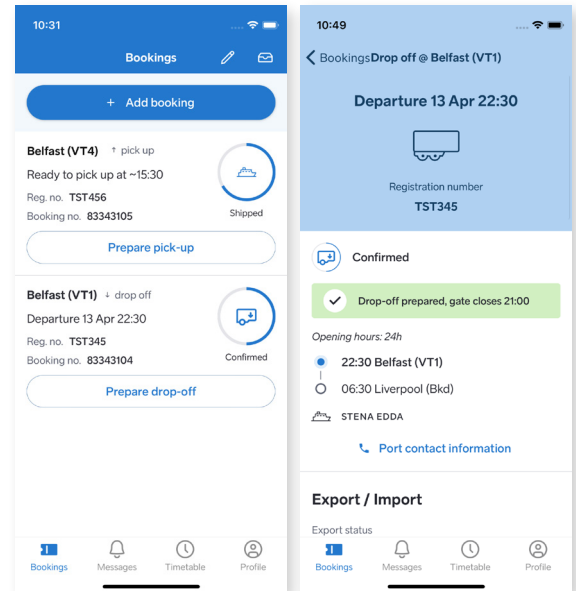 10:31
Bookings
+ Add booking
Belfast (VT4) ↑ pick up
Ready to pick up at ~15:30
Reg. no. TST456
Booking no. 83343105
Shipped
Prepare pick-up
Belfast (VT1) ↓ drop off
Departure 13 Apr 22:30
Reg. no. TST345
Booking no. 83343104
Confirmed
Prepare drop-off
Bookings Messages Timetable Profile
10:49
Bookings Drop off @ Belfast (VT1)
Departure 13 Apr 22:30
Registration number
TST345
Confirmed
Drop-off prepared, gate closes 21:00
Opening hours: 24h
22:30 Belfast (VT1)
06:30 Liverpool (Bkd)
STENA EDDA
Port contact information
Export / Import
Export status
Bookings Messages Timetable Profile